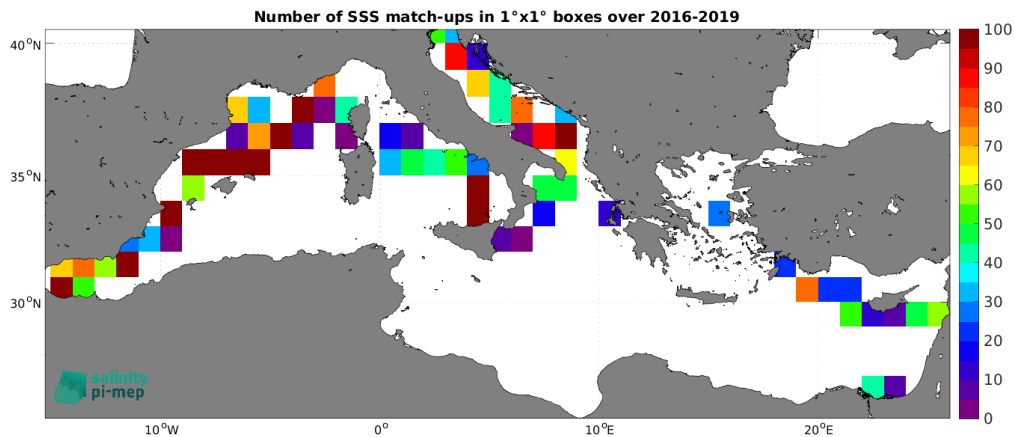 Number of SSS match-ups in 1°x1° boxes over 2016-2019
40°N
35°N
30°N
10°W
0°
10°E
20°E
100
90
80
70
60
50
40
30
20
10
0
salinity
pi-mep